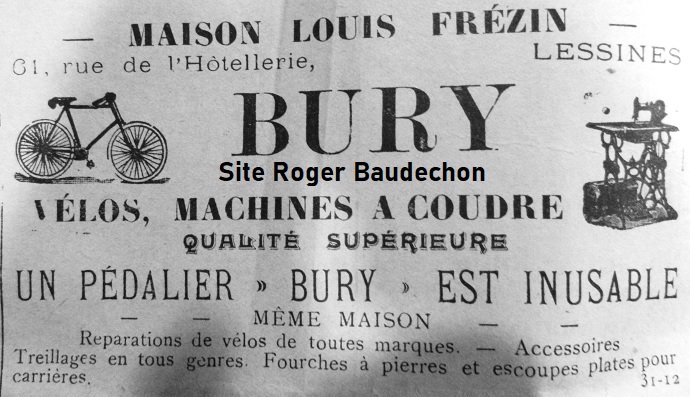 — MAISON LOUIS FRÉZIN —
61, rue de l'Hôtellerie, LESSINES
BURY
Site Roger Baudechon
VÉLOS, MACHINES A COUDRE
QUALITÉ SUPÉRIEURE
UN PÉDALIER » BURY » EST INUSABLE
— — MÊME MAISON — —
Reparations de vélos de toutes marques. — Accessoires
Treillages en tous genres. Fourches à pierres et escoupes plates pour
carrières. 31-12